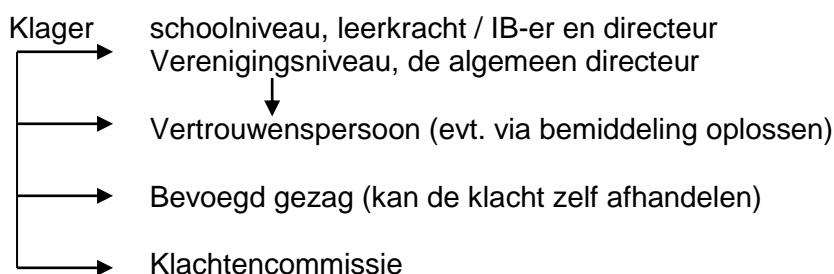 Klager schoolniveau, leerkracht / IB-er en directeur
Verenigingsniveau, de algemeen directeur
Vertrouwenspersoon (evt. via bemiddeling oplossen)
Bevoegd gezag (kan de klacht zelf afhandelen)
Klachtencommissie